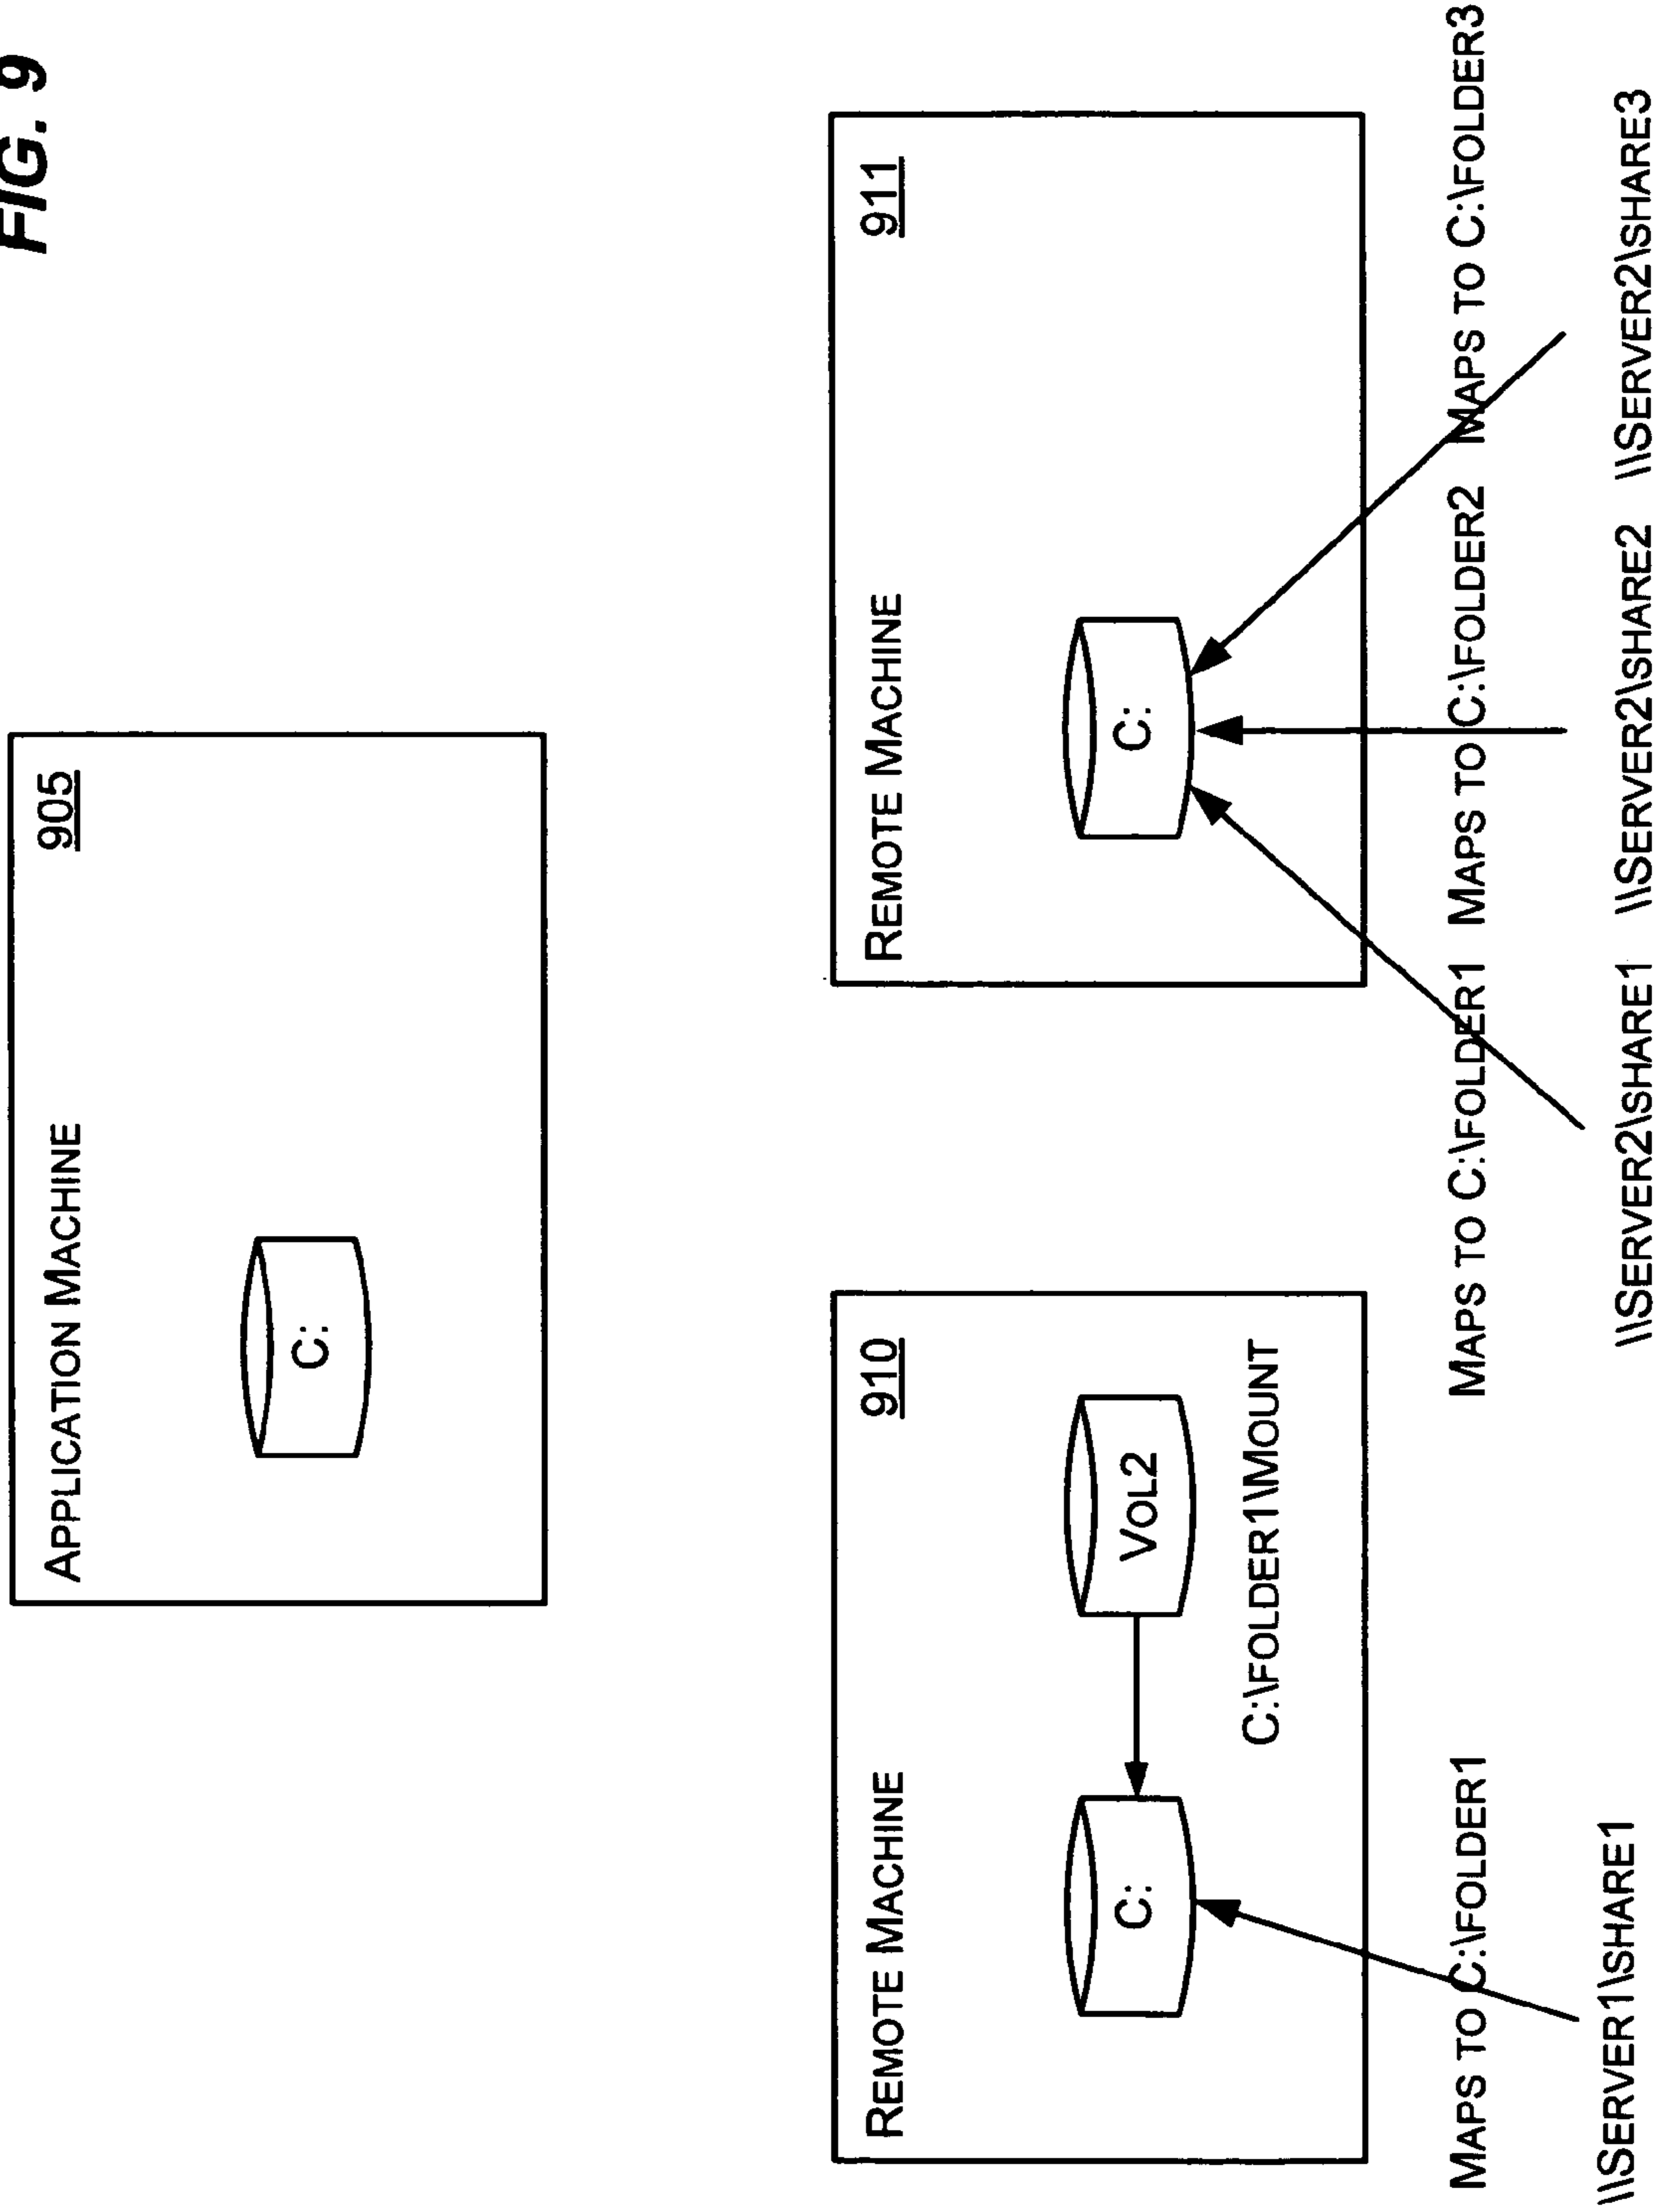 FIG. 9
APPLICATION MACHINE
905
C:
REMOTE MACHINE
910
C:
VOL2
C:\FOLDER1\MOUNT
MAPS TO C:\FOLDER1
\\SERVER1\SHARE1
REMOTE MACHINE
911
C:
MAPS TO C:\FOLDER1
MAPS TO C:\FOLDER2
MAPS TO C:\FOLDER3
\\SERVER2\SHARE1
\\SERVER2\SHARE2
\\SERVER2\SHARE3